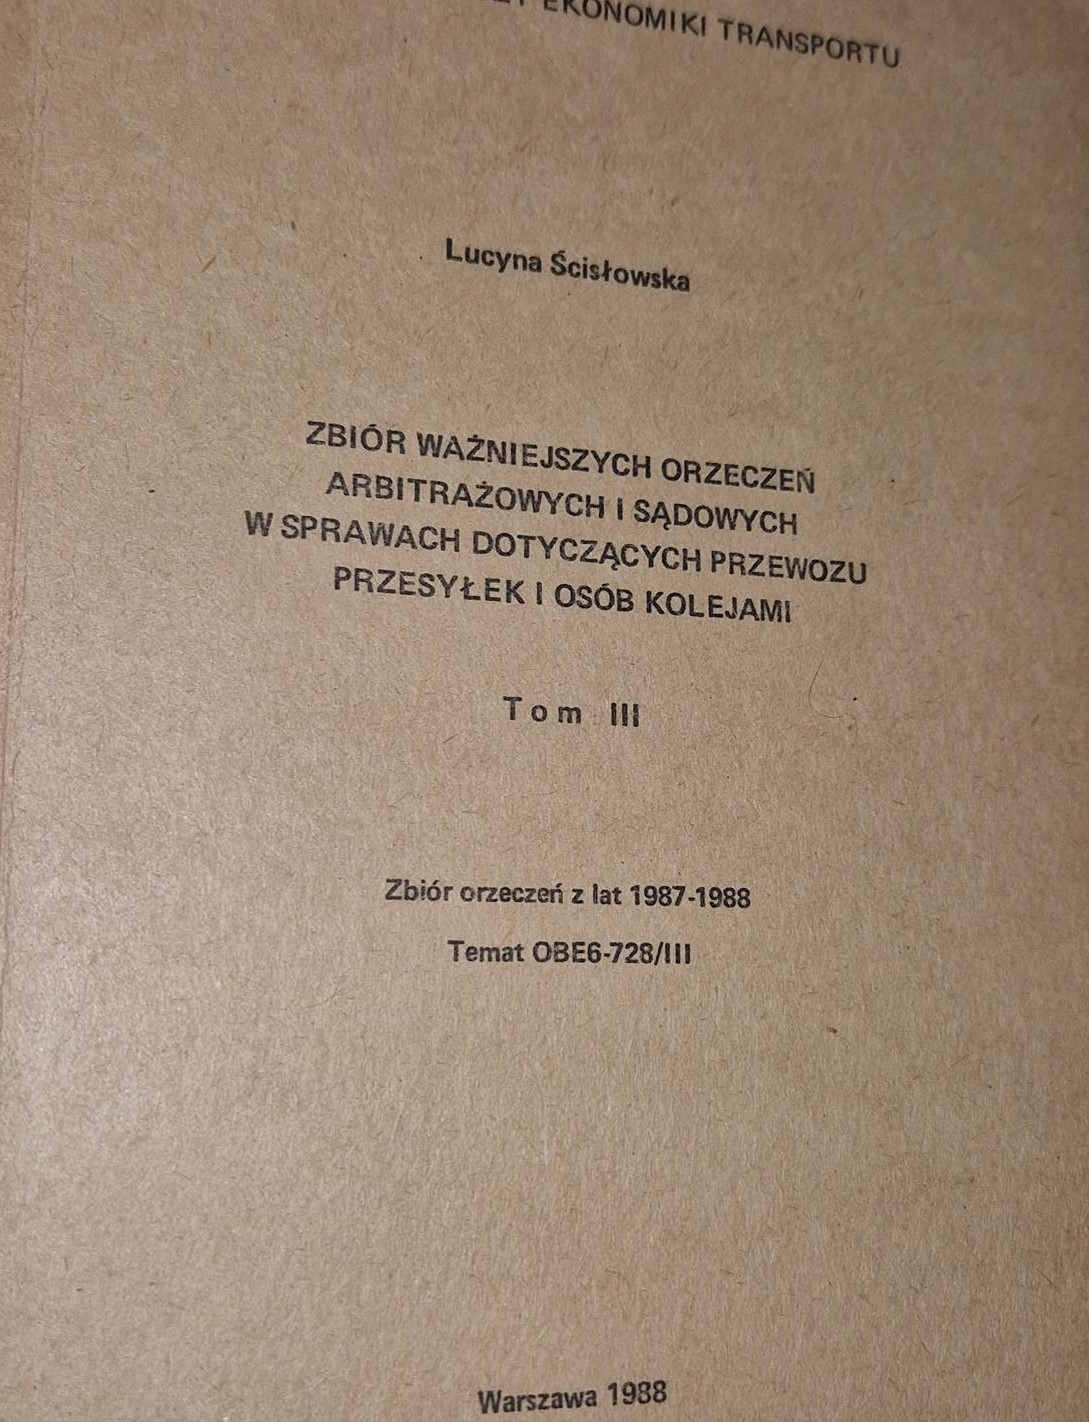 EKONOMIKI TRANSPORTU
Lucyna Ścisłowska
ZBIÓR WAŻNIEJSZYCH ORZECZEŃ
ARBITRAŻOWYCH I SĄDOWYCH
W SPRAWACH DOTYCZĄCYCH PRZEWOZU
PRZESYŁEK I OSÓB KOLEJAMI
Tom III
Zbiór orzeczeń z lat 1987-1988
Temat OBE6-728/III
Warszawa 1988